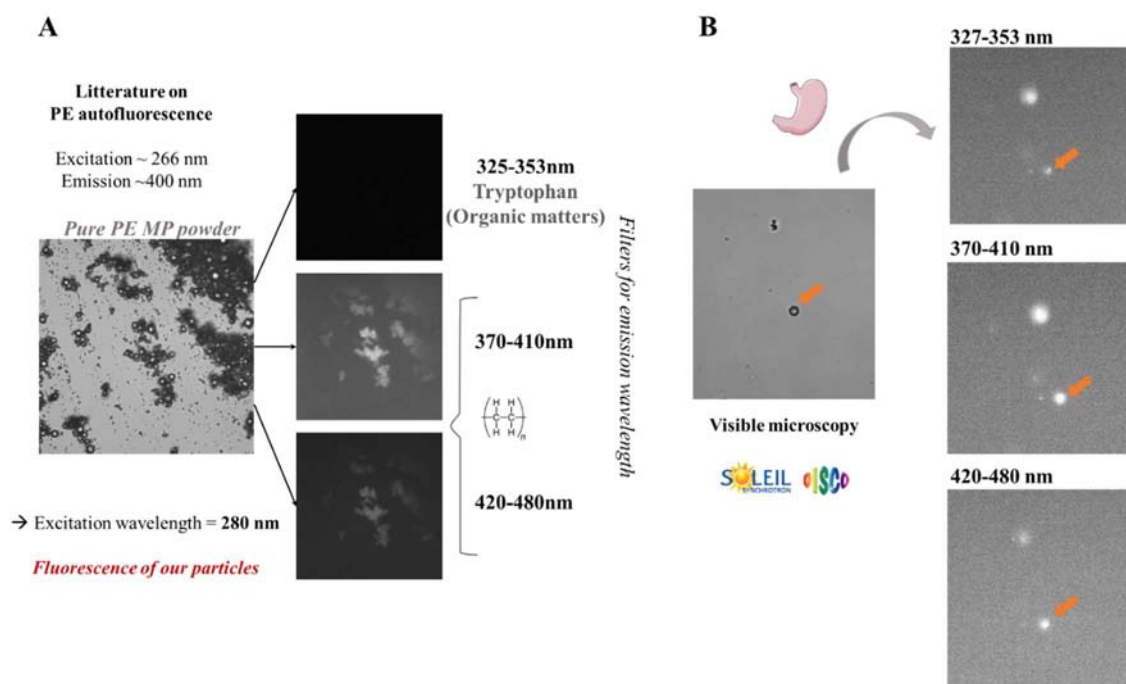 A
Litterature on
PE autofluorescence
Excitation ~ 266 nm
Emission ~400 nm
Pure PE MP powder
→ Excitation wavelength = 280 nm
Fluorescence of our particles
325-353nm
Tryptophan
(Organic matters)
370-410nm
H H
C C
H H
n
420-480nm
Filters for emission wavelength
B
Visible microscopy
SOLEIL
SYNCHROTRON
DISCO
327-353 nm
370-410 nm
420-480 nm